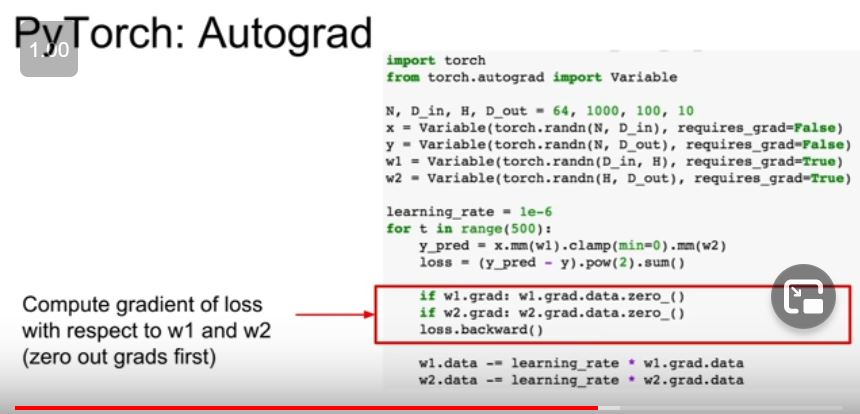 PyTorch: Autograd
1.00
import torch
from torch.autograd import Variable
N, D_in, H, D_out = 64, 1000, 100, 10
x = Variable(torch.randn(N, D_in), requires_grad=False)
y = Variable(torch.randn(N, D_out), requires_grad=False)
w1 = Variable(torch.randn(D_in, H), requires_grad=True)
w2 = Variable(torch.randn(H, D_out), requires_grad=True)
learning_rate = 1e-6
for t in range(500):
y_pred = x.mm(w1).clamp(min=0).mm(w2)
loss = (y_pred - y).pow(2).sum()
if w1.grad: w1.grad.data.zero_()
if w2.grad: w2.grad.data.zero_()
loss.backward()
w1.data -= learning_rate * w1.grad.data
w2.data -= learning_rate * w2.grad.data
Compute gradient of loss
with respect to w1 and w2
(zero out grads first)